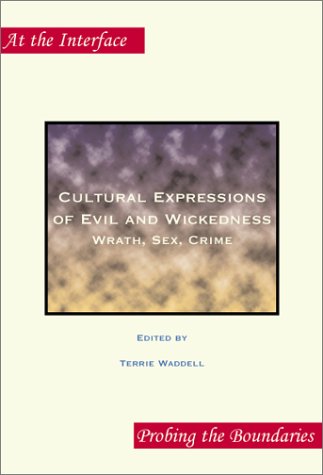 At the Interface
CULTURAL EXPRESSIONS
OF EVIL AND WICKEDNESS
WRATH, SEX, CRIME
EDITED BY
TERRIE WADDELL
Probing the Boundaries